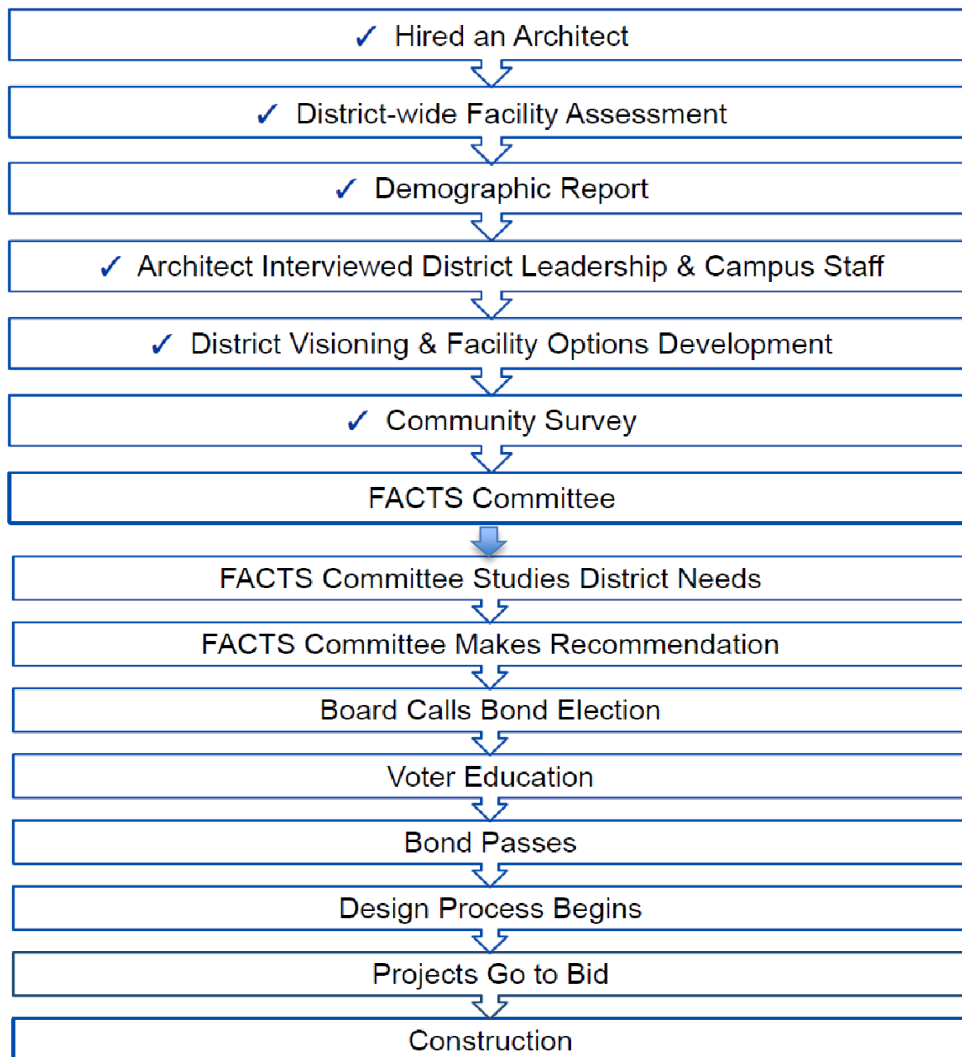 ✓ Hired an Architect
✓ District-wide Facility Assessment
✓ Demographic Report
✓ Architect Interviewed District Leadership & Campus Staff
✓ District Visioning & Facility Options Development
✓ Community Survey
FACTS Committee
FACTS Committee Studies District Needs
FACTS Committee Makes Recommendation
Board Calls Bond Election
Voter Education
Bond Passes
Design Process Begins
Projects Go to Bid
Construction